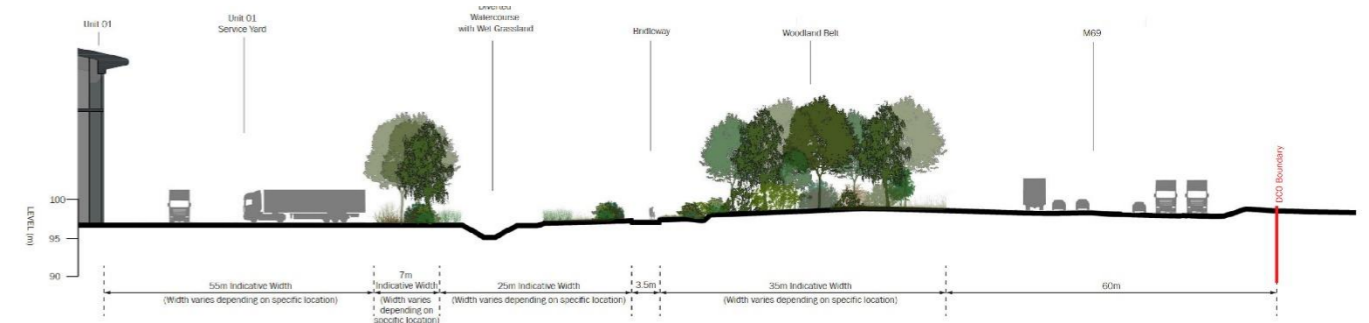 Unit 01
Unit 01
Service Yard
Diverted
Watercourse
with Wet Grassland
Bridleway
Woodland Belt
M69
DCO Boundary
LEVEL (m)
100
95
90
55m Indicative Width
(Width varies depending on specific location)
7m
Indicative Width
(Width varies
depending on
specific location)
25m Indicative Width
(Width varies depending on specific location)
3.5m
35m Indicative Width
(Width varies depending on specific location)
60m